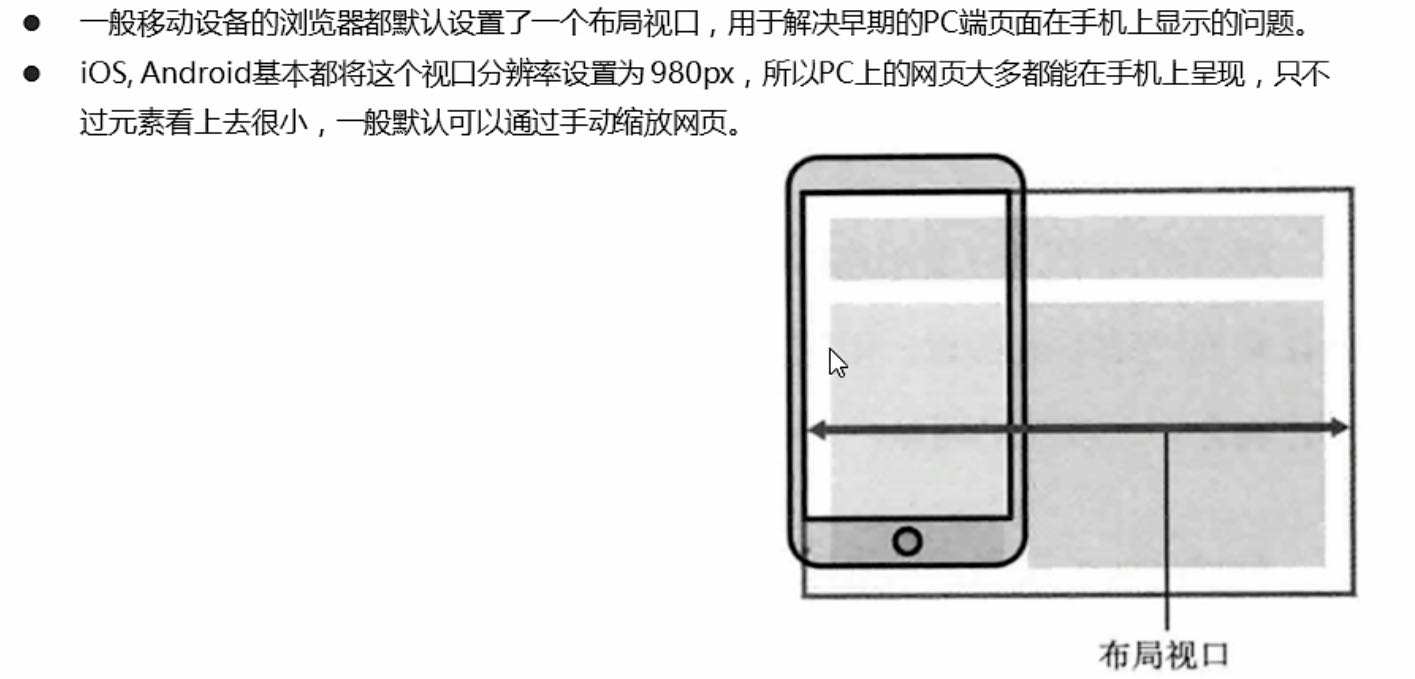 ● 一般移动设备的浏览器都默认设置了一个布局视口，用于解决早期的PC端页面在手机上显示的问题。
● iOS, Android基本都将这个视口分辨率设置为 980px，所以PC上的网页大多都能在手机上呈现，只不
过元素看上去很小，一般默认可以通过手动缩放网页。
布局视口